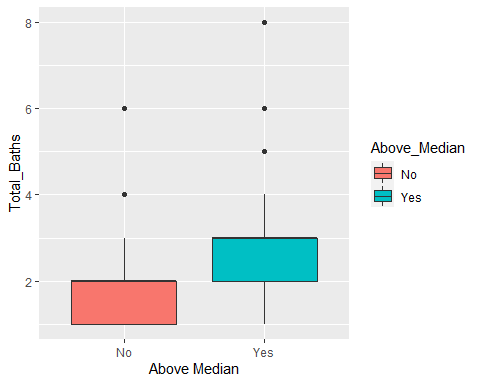 8
6
4
2
Total_Baths
No
Yes
Above Median
Above_Median
No
Yes